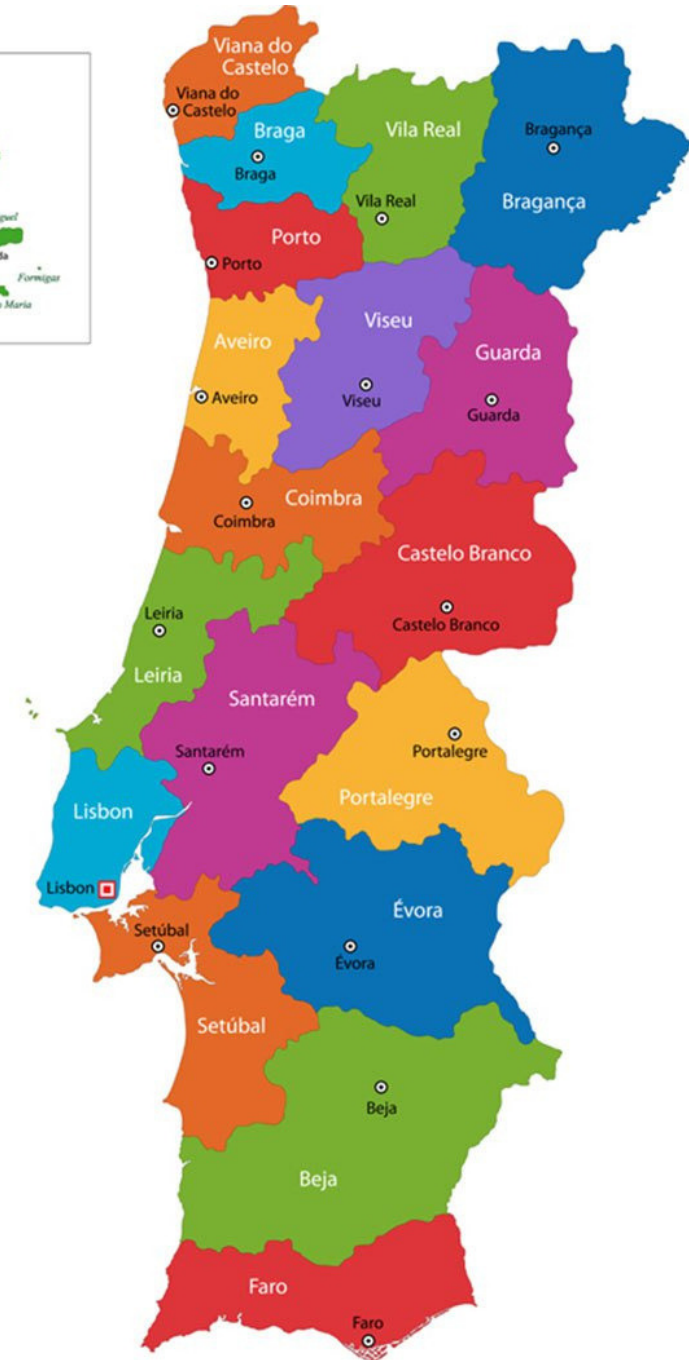 Viana do
Castelo
Viana do
Castelo
Braga
Braga
Vila Real
Vila Real
Bragança
Bragança
Porto
Porto
Formigas
Maria
Aveiro
Aveiro
Viseu
Viseu
Guarda
Guarda
Coimbra
Coimbra
Castelo Branco
Castelo Branco
Leiria
Leiria
Santarém
Santarém
Portalegre
Portalegre
Lisbon
Lisbon
Setúbal
Setúbal
Évora
Évora
Beja
Beja
Faro
Faro